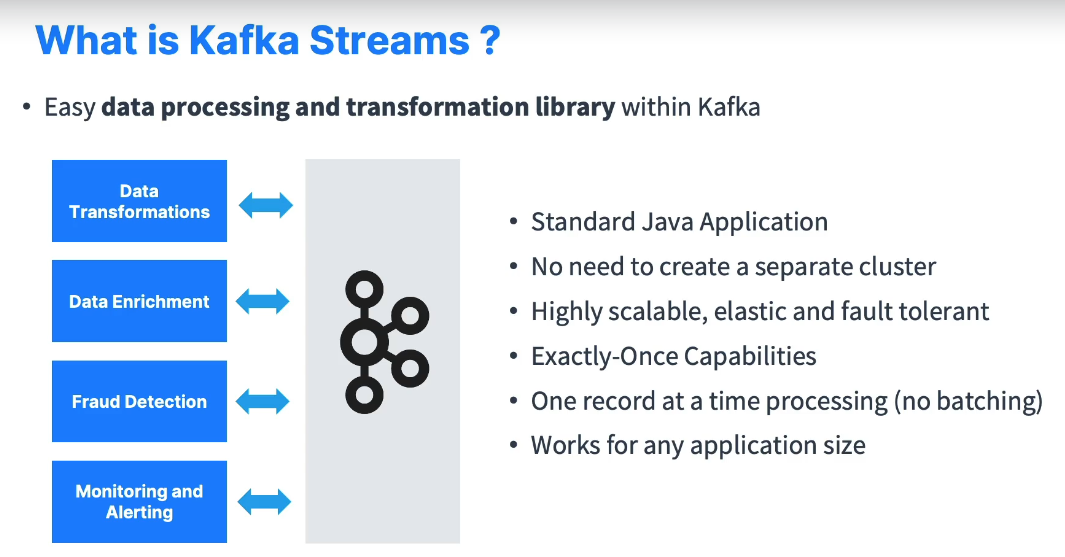 What is Kafka Streams ?
• Easy data processing and transformation library within Kafka
Data
Transformations
Data Enrichment
Fraud Detection
Monitoring and
Alerting
• Standard Java Application
• No need to create a separate cluster
• Highly scalable, elastic and fault tolerant
• Exactly-Once Capabilities
• One record at a time processing (no batching)
• Works for any application size